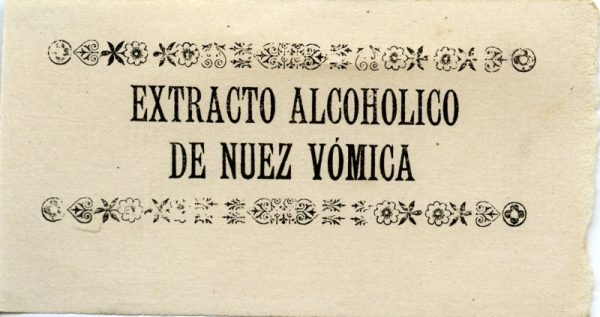 EXTRACTO ALCOHOLICO
DE NUEZ VÓMICA